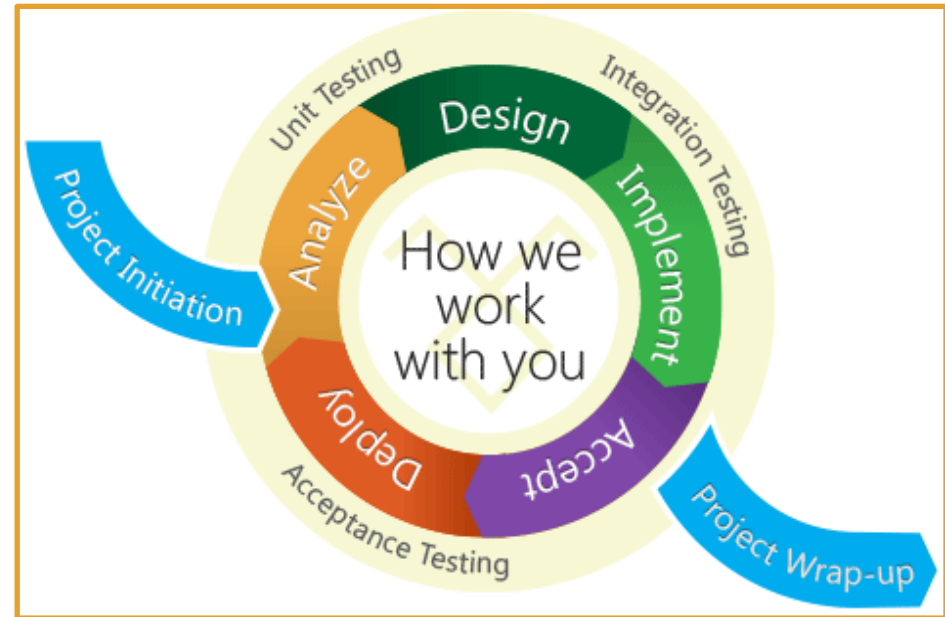 Unit Testing
Integration Testing
Design
Project Initiation
Analyze
Implement
How we
work
with you
Deploy
Accept
Acceptance Testing
Project Wrap-up